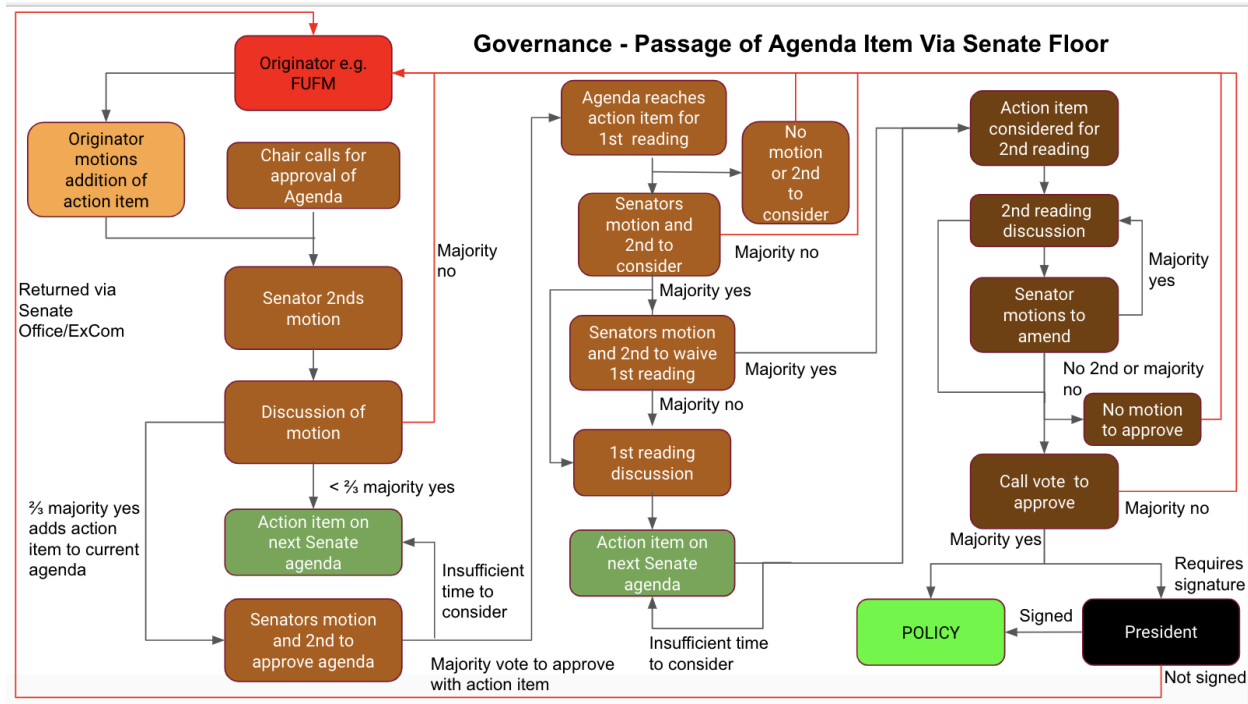 Governance - Passage of Agenda Item Via Senate Floor
Originator e.g.
FUFM
Originator
motions
addition of
action item
Chair calls for
approval of
Agenda
Senator 2nds
motion
Discussion of
motion
Majority
no
Returned via
Senate
Office/ExCom
< ⅔ majority yes
⅔ majority yes
adds action
item to current
agenda
Action item on
next Senate
agenda
Insufficient
time to
consider
Senators motion
and 2nd to
approve agenda
Majority vote to approve
with action item
Agenda reaches
action item for
1st reading
No
motion
or 2nd
to
consider
Senators
motion and
2nd to
consider
Majority no
Majority yes
Senators motion
and 2nd to waive
1st reading
Majority yes
Majority no
1st reading
discussion
Action item on
next Senate
agenda
Insufficient time
to consider
Action item
considered for
2nd reading
2nd reading
discussion
Majority
yes
Senator
motions to
amend
No 2nd or majority
no
No motion
to approve
Call vote to
approve
Majority no
Majority yes
Requires
signature
POLICY
Signed
President
Not signed